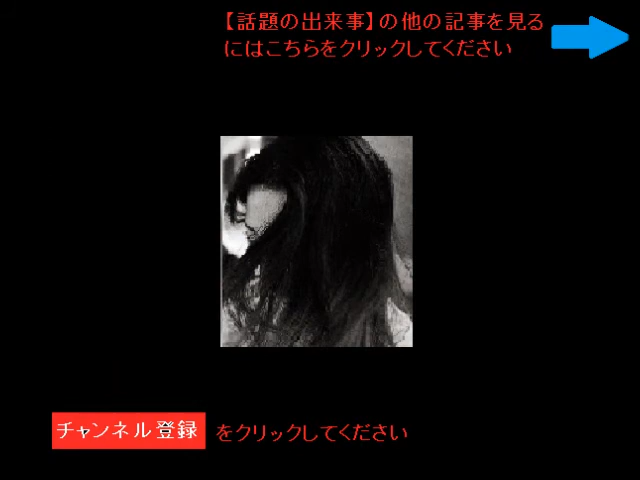 【話題の出来事】の他の記事を見る
にはこちらをクリックしてください
チャンネル登録 をクリックしてください